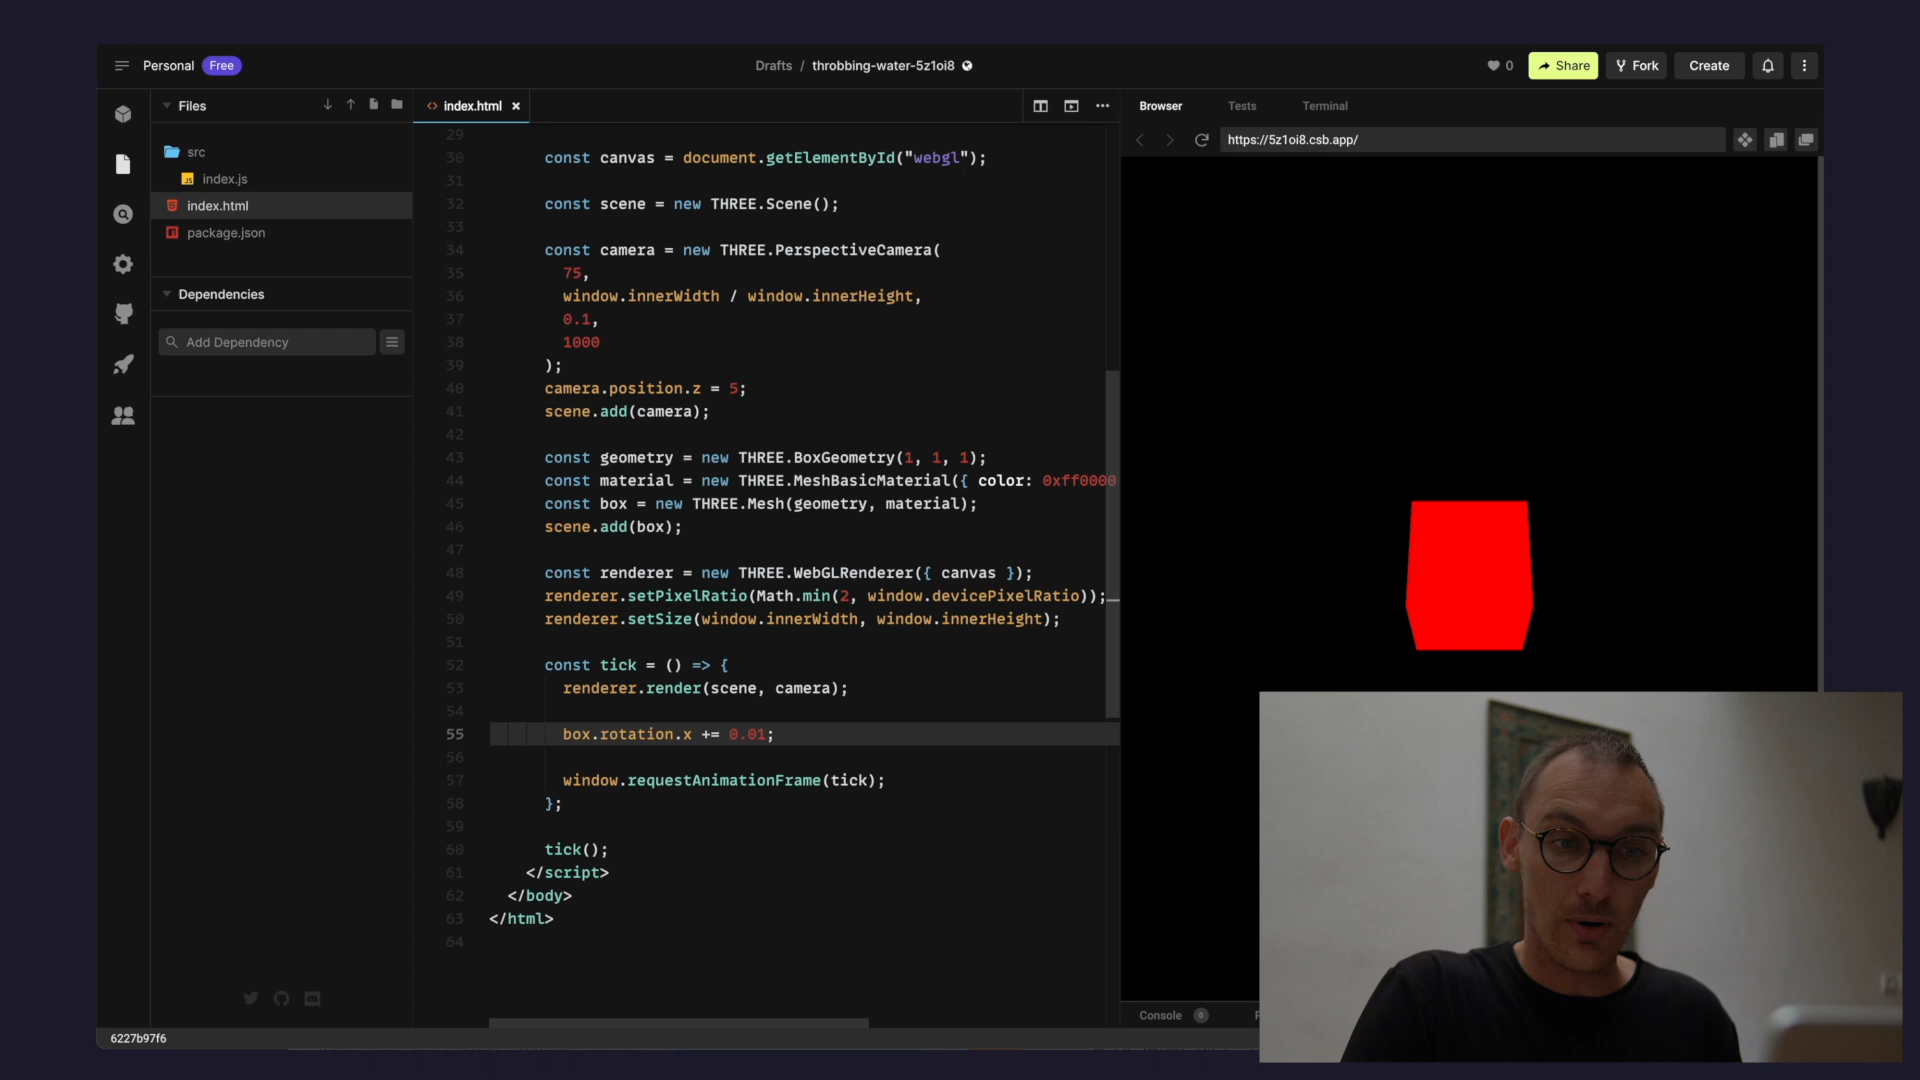 Personal Free
Drafts / throbbing-water-5z1oi8
0 Share Fork Create
Files
src
index.js
index.html
package.json
Dependencies
Add Dependency
index.html
29
30 const canvas = document.getElementById("webgl");
31
32 const scene = new THREE.Scene();
33
34 const camera = new THREE.PerspectiveCamera(
35 75,
36 window.innerWidth / window.innerHeight,
37 0.1,
38 1000
39 );
40 camera.position.z = 5;
41 scene.add(camera);
42
43 const geometry = new THREE.BoxGeometry(1, 1, 1);
44 const material = new THREE.MeshBasicMaterial({ color: 0xff0000
45 const box = new THREE.Mesh(geometry, material);
46 scene.add(box);
47
48 const renderer = new THREE.WebGLRenderer({ canvas });
49 renderer.setPixelRatio(Math.min(2, window.devicePixelRatio));
50 renderer.setSize(window.innerWidth, window.innerHeight);
51
52 const tick = () => {
53 renderer.render(scene, camera);
54
55 box.rotation.x += 0.01;
56
57 window.requestAnimationFrame(tick);
58 };
59
60 tick();
61 </script>
62 </body>
63 </html>
64
Browser Tests Terminal
https://5z1oi8.csb.app/
Console 0
6227b97f6